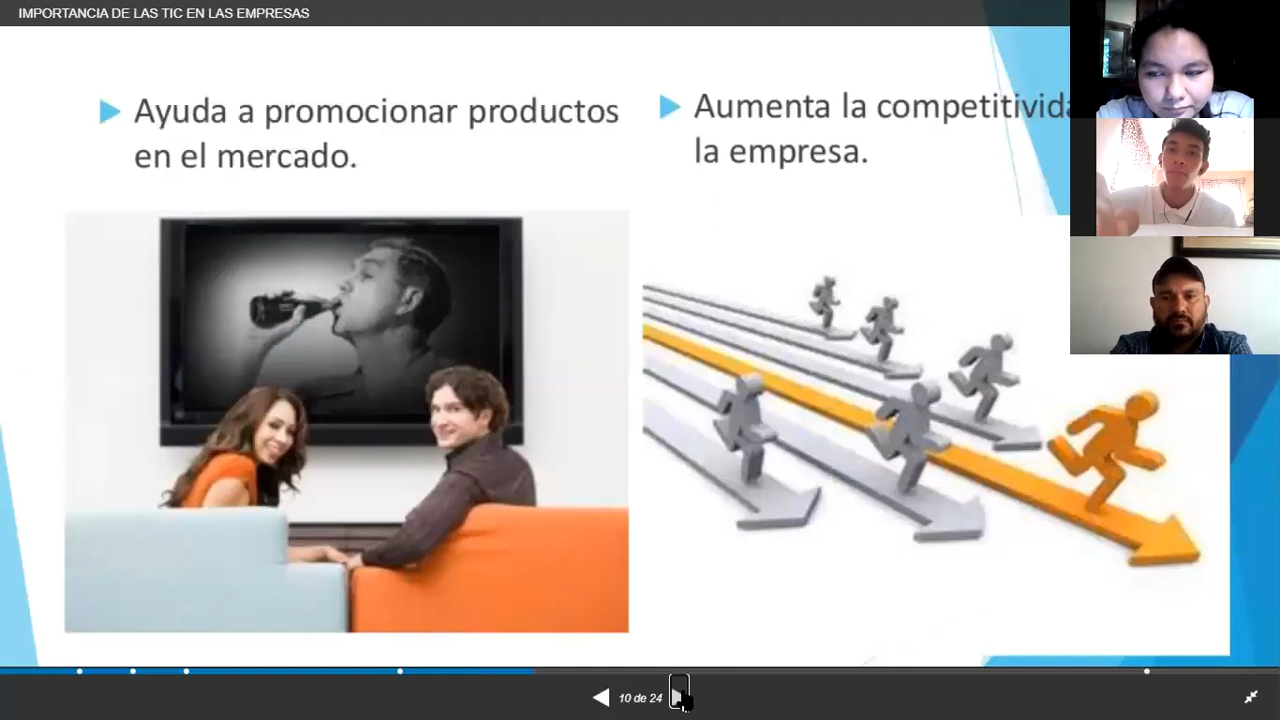 IMPORTANCIA DE LAS TIC EN LAS EMPRESAS
Ayuda a promocionar productos
en el mercado.
Aumenta la
la empresa.
10 de 24